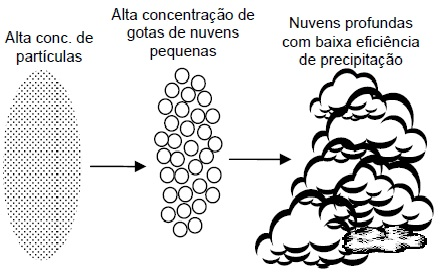 Alta conc. de
partículas
Alta concentração de
gotas de nuvens
pequenas
Nuvens profundas
com baixa eficiência
de precipitação